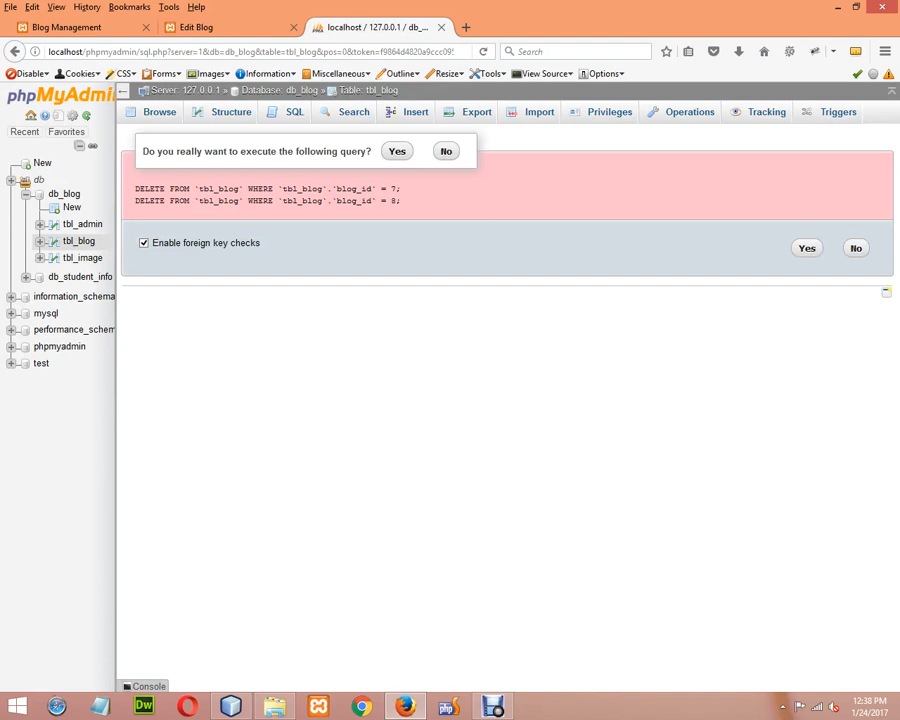 File Edit View History Bookmarks Tools Help
Blog Management Edit Blog localhost / 127.0.0.1 / db_...
localhost/phpmyadmin/sql.php?server=1&db=db_blog&table=tbl_blog&pos=0&token=f9864d4820a9ccc09! Search
Disable Cookies CSS Forms Images Information Miscellaneous Outline Resize Tools View Source Options
phpMyAdmin
Server: 127.0.0.1 » Database: db_blog » Table: tbl_blog
Browse Structure SQL Search Insert Export Import Privileges Operations Tracking Triggers
Recent Favorites
Do you really want to execute the following query? Yes No
New
db
DELETE FROM `tbl_blog` WHERE `tbl_blog`.`blog_id` = 7;
DELETE FROM `tbl_blog` WHERE `tbl_blog`.`blog_id` = 8;
db_blog
New
tbl_admin
tbl_blog
tbl_image
db_student_info
information_schema
mysql
performance_schem
phpmyadmin
test
Enable foreign key checks
Yes No
Console
Dw
php
12:38 PM
1/24/2017